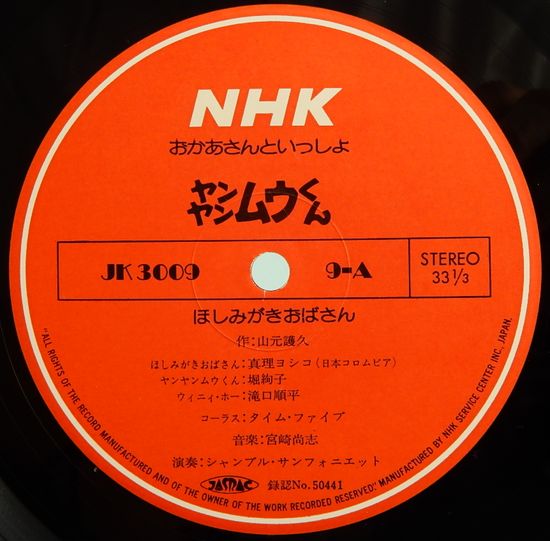 NHK
おかあさんといっしょ
ヤンヤンムウくん
JK 3009
9-A
STEREO
33 1/3
ほしみがきおばさん
作:山元護久
ほしみがきおばさん:真理ヨシコ(日本コロムビア)
ヤンヤンムウくん:堀絢子
ウィニィ・ホー:滝口順平
コーラス:タイム・ファイブ
音楽:宮崎尚志
演奏:シャンブル・サンフォニエット
JASRAC 録認No.50441
"ALL RIGHTS OF THE RECORD MANUFACTURED AND OF THE OWNER OF THE WORK RECORDED RESERVED." MANUFACTURED BY NHK SERVICE CENTER INC. JAPAN.